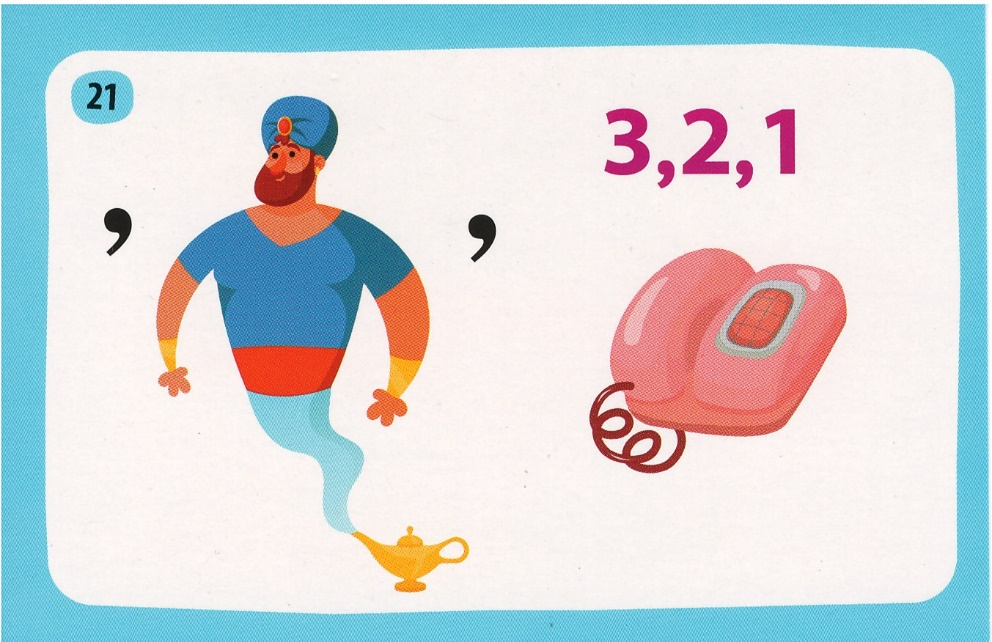 21
3,2,1
, ,